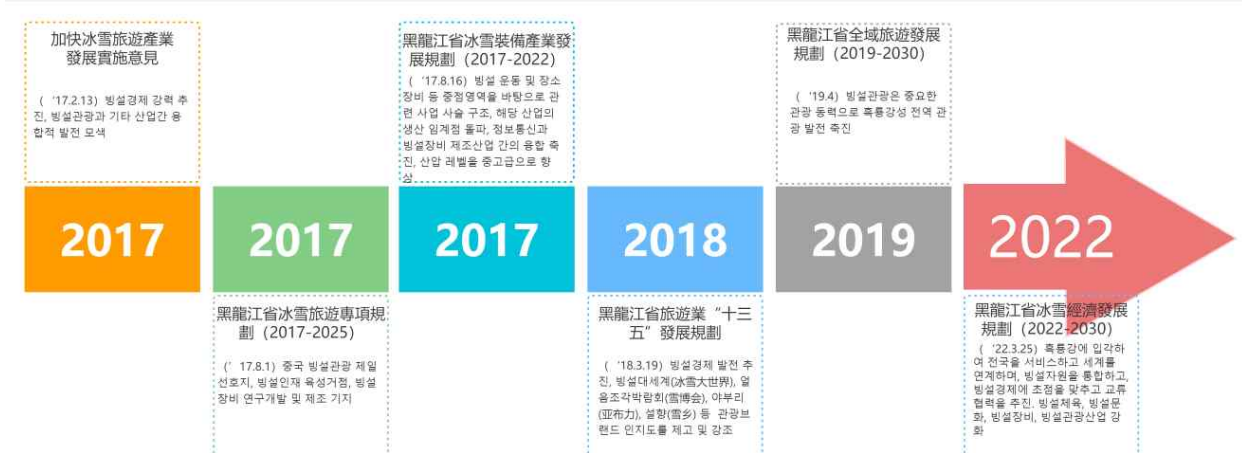 加快冰雪旅遊產業
發展實施意見
( ‘17.2.13) 빙설경제 강력 추
진, 빙설관광과 기타 산업간 융
합적 발전 모색
黑龍江省冰雪裝備產業發
展規劃 (2017-2022)
( ‘17.8.16) 빙설 운동 및 장소
장비 등 중점영역을 바탕으로 관
련 사업 사슬 구조, 해당 산업의
생산 임계점 돌파, 정보통신과
빙설장비 제조산업 간의 융합 촉
진, 산압 레벨을 중고급으로 향
상
黑龍江省全域旅遊發展
規劃 (2019-2030)
( ‘19.4) 빙설관광은 중요한
관광 동력으로 흑룡강성 전역 관
광 발전 촉진
2017
2017
2017
2018
2019
2022
黑龍江省冰雪旅遊專項規
劃 (2017-2025)
(‘ 17.8.1) 중국 빙설관광 제일
선호지, 빙설인재 육성거점, 빙설
장비 연구개발 및 제조 기지
黑龍江省旅遊業 “十三
五” 發展規劃
( ‘18.3.19) 빙설경제 발전 추
진, 빙설대세계(冰雪大世界), 얼
음조각박람회(雪博会), 야부리
(亚布力), 설향(雪乡) 등 관광브
랜드 인지도를 제고 및 강조
黑龍江省冰雪經濟發展
規劃 (2022-2030)
( ‘22.3.25) 흑룡강에 입각하
여 전국을 서비스하고 세계를
연계하며, 빙설자원을 통합하고,
빙설경제에 초점을 맞추고 교류
협력을 추진. 빙설체육, 빙설문
화, 빙설장비, 빙설관광산업 강
화